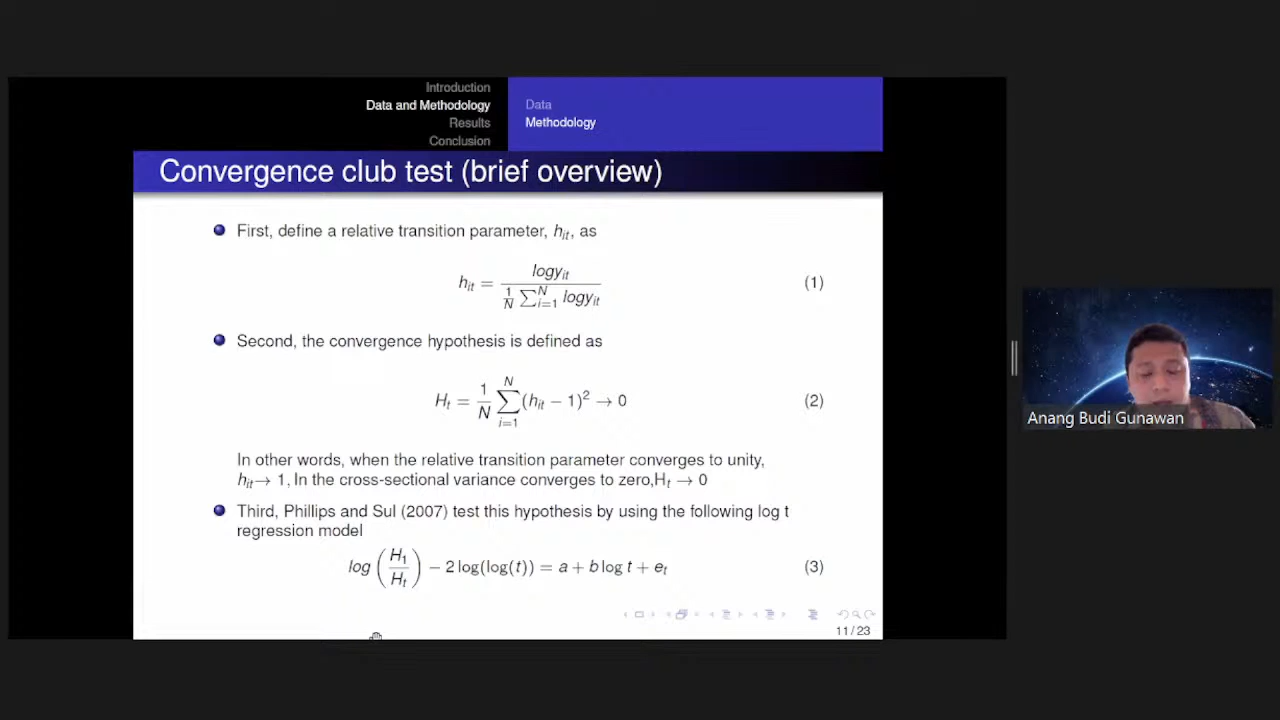 Introduction
Data and Methodology
Results
Conclusion
Data
Methodology
Convergence club test (brief overview)
First, define a relative transition parameter, h_it, as
h_it = logy_it / (1/N ∑_{i=1}^N logy_it) (1)
Second, the convergence hypothesis is defined as
H_t = 1/N ∑_{i=1}^N (h_it − 1)² → 0 (2)
In other words, when the relative transition parameter converges to unity,
h_it → 1, In the cross-sectional variance converges to zero,H_t → 0
Third, Phillips and Sul (2007) test this hypothesis by using the following log t
regression model
log (H_1/H_t) − 2 log(log(t)) = a + b log t + e_t (3)
11/23
Anang Budi Gunawan